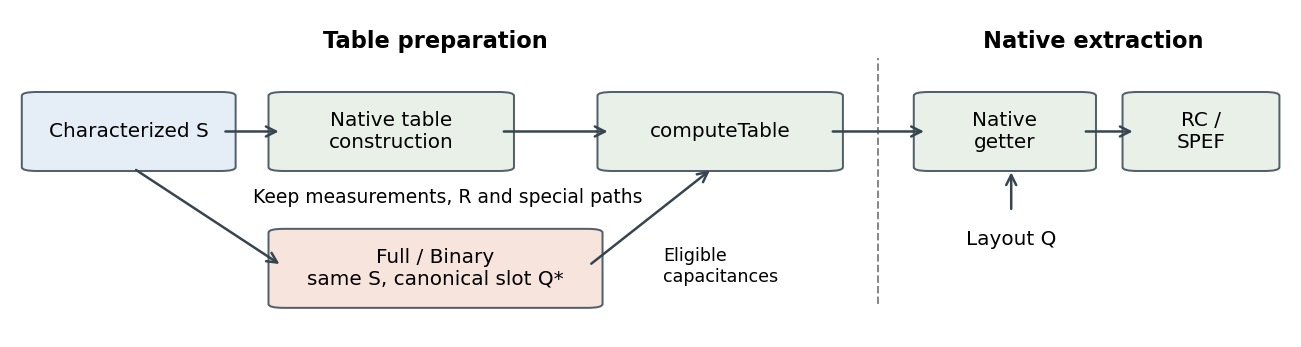 Table preparation
Native extraction
Characterized S
Native table
construction
computeTable
Native
getter
RC /
SPEF
Keep measurements, R and special paths
Full / Binary
same S, canonical slot Q*
Eligible
capacitances
Layout Q